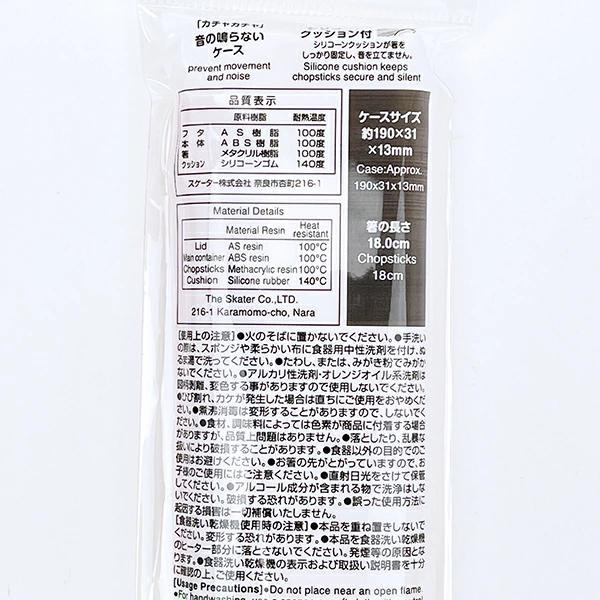 [カチャカチャ]
音の鳴らない
ケース
Prevent movement
and noise
クッション付
シリコーンクッションが箸を
しっかり固定し、音を立てません。
Silicone cushion keeps
chopsticks secure and silent
品質表示
原料樹脂 耐熱温度
フタ AS樹脂 100度
本体 ABS樹脂 100度
箸 メタクリル樹脂 100度
クッション シリコーンゴム 140度
スケーター株式会社 奈良市杏町216-1
ケースサイズ
約190×31
×13mm
Case:Approx.
190x31x13mm
箸の長さ
18.0cm
Chopsticks
18cm
Material Details
Material Resin Heat resistant
Lid AS resin 100°C
Main container ABS resin 100°C
Chopsticks Methacrylic resin 100°C
Cushion Silicone rubber 140°C
The Skater Co.,LTD.
216-1 Karamomo-cho, Nara
[使用上の注意]●火のそばに置かないでください。●手洗い
の際は、スポンジや柔らかい布に食器用中性洗剤を付け、ぬ
るま湯で洗ってください。●たわし、または、みがき粉でみがか
ないでください。●アルカリ性洗剤・オレンジオイル系洗剤は
印刷剥離、変色する事がありますので使用しないでください。
●ひび割れ、カケが発生した場合は直ちにご使用をおやめくだ
さい。●煮沸消毒は変形することがありますので、しないでく
ださい。●食材、調味料によっては色素が商品に付着する場合
がありますが、品質上問題はありません。●落としたり、乱暴な
扱いにより破損することがあります。●食器以外の目的でのご
使用はお避けください。●お箸の先がとがっていますので、お
子様のご使用にはご注意ください。●直射日光をさけて保管
してください。●アルコール成分が含まれる物で洗浄はしな
いでください。破損する恐れがあります。●誤った使用方法に
起因する損害は一切補償いたしません。
[食器洗い乾燥機使用時の注意]●本品を重ね置きしないで
ください。変形する恐れがあります。●本品を食器洗い乾燥機
のヒーター部分に落とさないでください。発煙等の原因とな
ります。●食器洗い乾燥機の表示および取扱い説明書を十分
に確認の上、ご使用ください。
[Usage Precautions]●Do not place near an open flame.
●For handwashing, use a